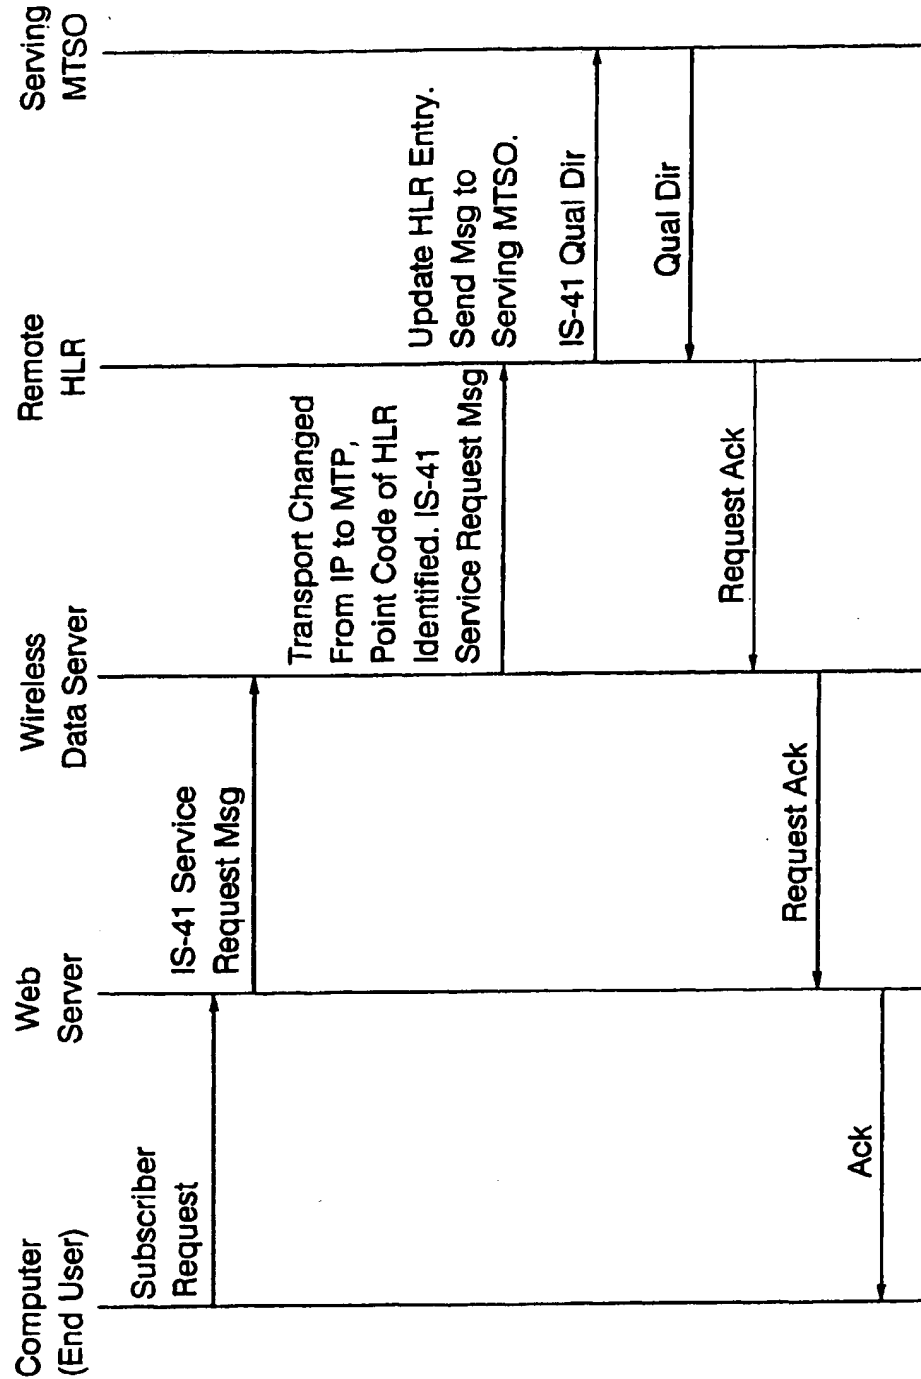 Computer
(End User)
Web
Server
Wireless
Data Server
Remote
HLR
Serving
MTSO
Subscriber
Request
IS-41 Service
Request Msg
Transport Changed
From IP to MTP,
Point Code of HLR
Identified. IS-41
Service Request Msg
Update HLR Entry.
Send Msg to
Serving MTSO.
IS-41 Qual Dir
Qual Dir
Request Ack
Request Ack
Ack